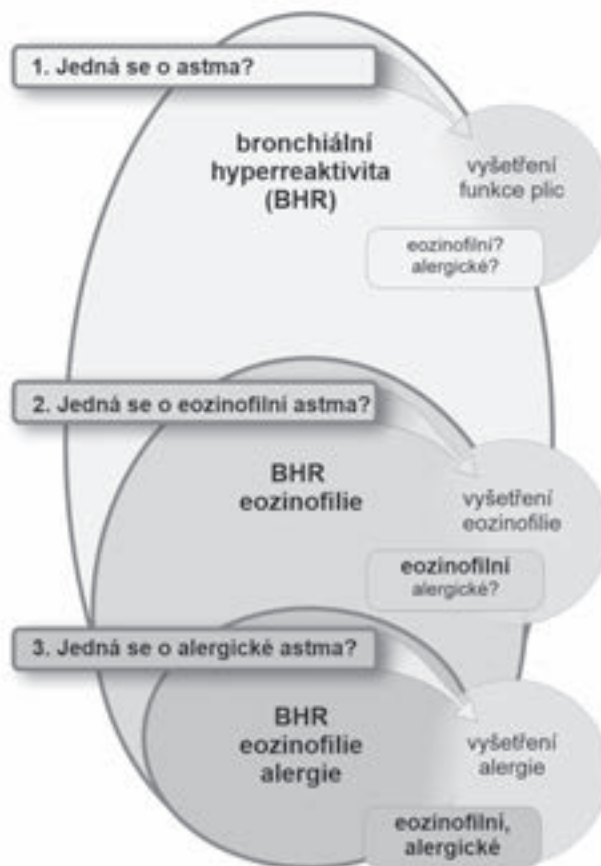 1. Jedná se o astma?
bronchiální
hyperreaktivita
(BHR)
vyšetření
funkce plic
eozinofilní?
alergické?
2. Jedná se o eozinofilní astma?
BHR
eozinofilie
vyšetření
eozinofilie
eozinofilní
alergické?
3. Jedná se o alergické astma?
BHR
eozinofilie
alergie
vyšetření
alergie
eozinofilní,
alergické